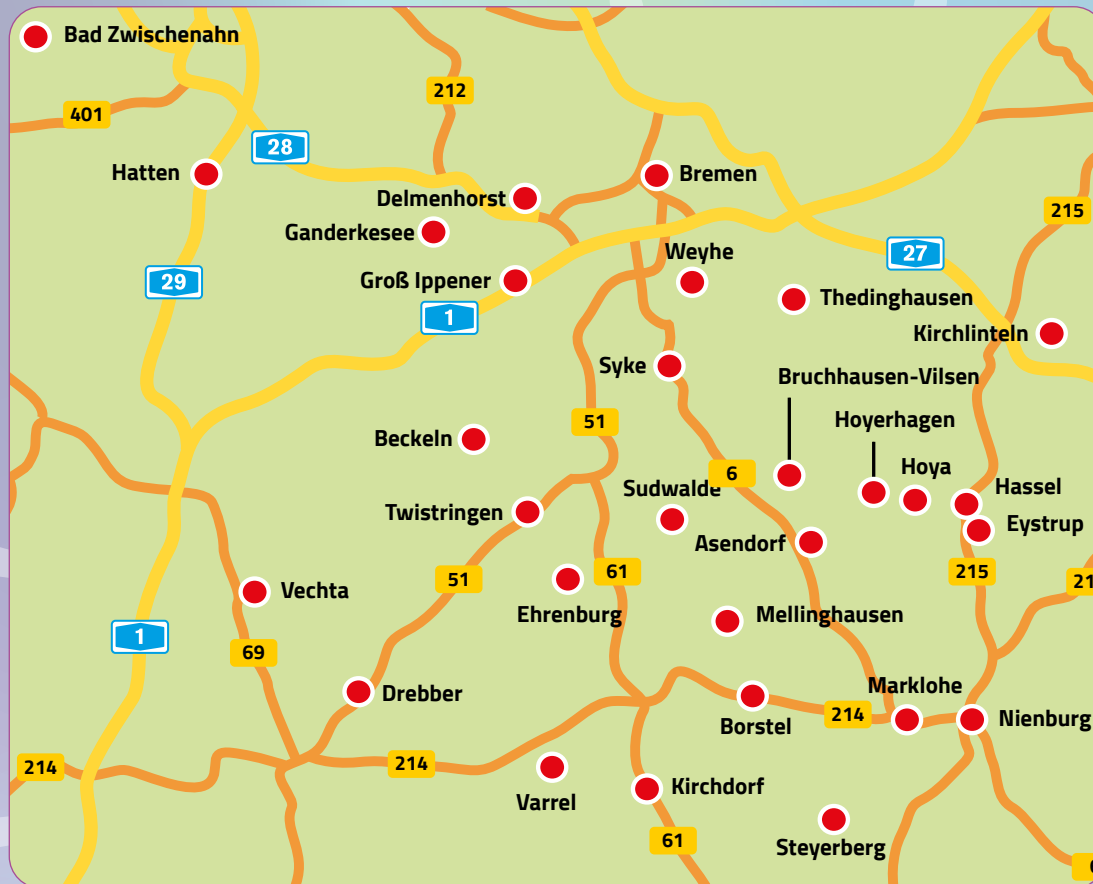 Bad Zwischenahn
212
401
28
Hatten
Bremen
Delmenhorst
215
Ganderkesee
Weyhe
27
Groß Ippener
29
Thedinghausen
1
Kirchlinteln
Syke
Bruchhausen-Vilsen
51
Hoyerhagen
Beckeln
Hoya
6
Sudwalde
Hassel
Twistringen
Eystrup
Asendorf
51
61
215
21
Vechta
Ehrenburg
Mellinghausen
1
69
Marklohe
Drebber
214
Borstel
Nienburg
214
214
Kirchdorf
Varrel
61
Steyerberg